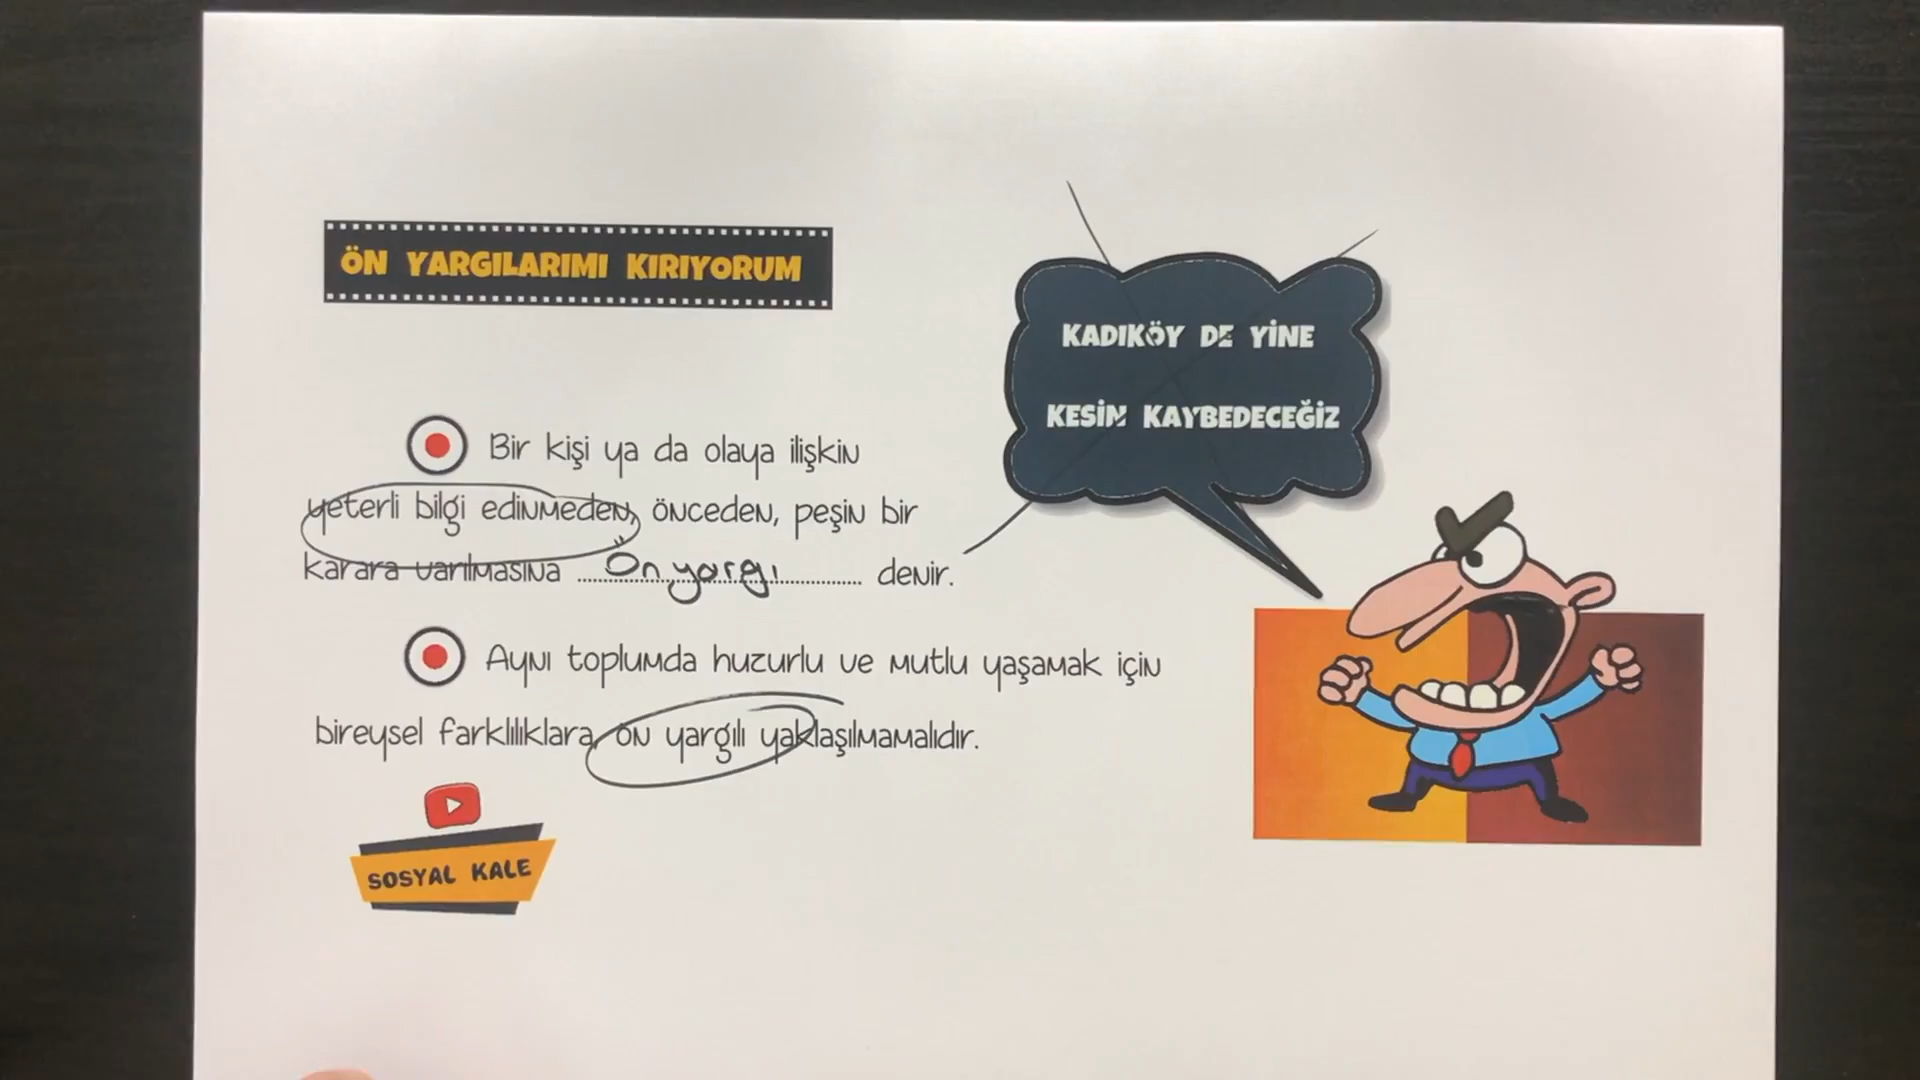 ÖN YARGILARIMI KIRIYORUM
KADIKÖY DE YİNE
KESİN KAYBEDECEĞİZ
Bir kişi ya da olaya ilişkin
yeterli bilgi edinmeden, önceden, peşin bir
karara varılmasına Ön yargı denir.
Aynı toplumda huzurlu ve mutlu yaşamak için
bireysel farklılıklara, ön yargılı yaklaşılmamalıdır.
SOSYAL KALE